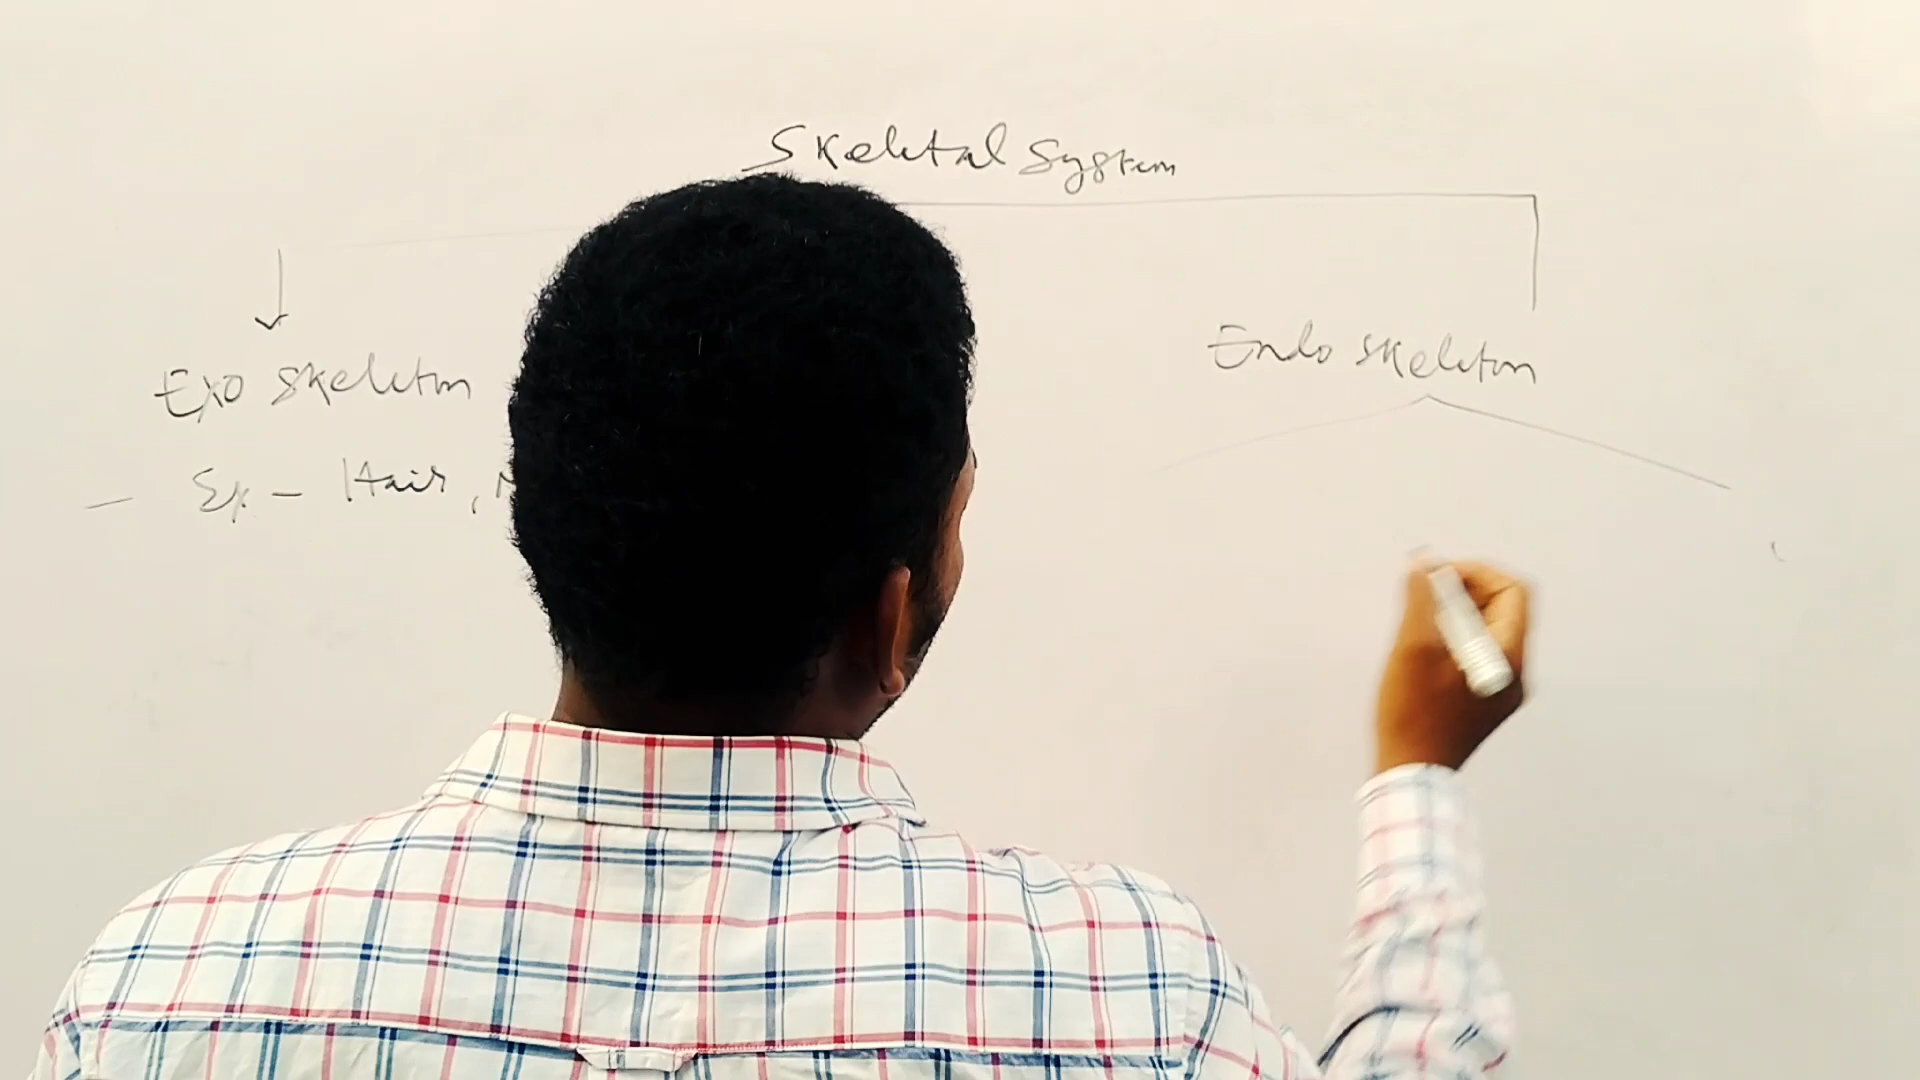 Skeletal System
Exo skeleton
Endo skeleton
— Ex - Hair,